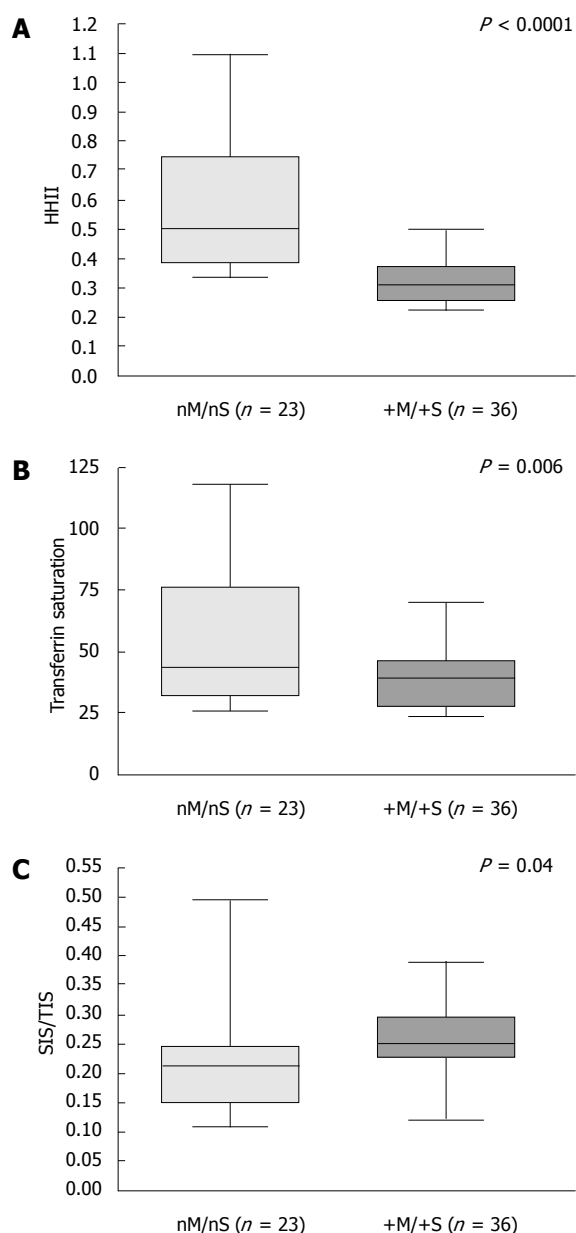 A
P < 0.0001
1.2
1.1
1.0
0.9
0.8
0.7
0.6
0.5
0.4
0.3
0.2
0.1
0.0
HHII
nM/nS (n = 23) +M/+S (n = 36)
B
P = 0.006
125
100
75
50
25
0
Transferrin saturation
nM/nS (n = 23) +M/+S (n = 36)
C
P = 0.04
0.55
0.50
0.45
0.40
0.35
0.30
0.25
0.20
0.15
0.10
0.05
0.00
SIS/TIS
nM/nS (n = 23) +M/+S (n = 36)